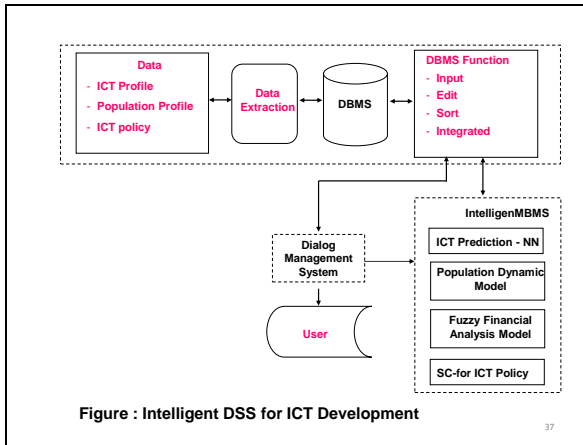 Data
- ICT Profile
- Population Profile
- ICT policy
Data
Extraction
DBMS
DBMS Function
- Input
- Edit
- Sort
- Integrated
IntelligenMBMS
ICT Prediction - NN
Population Dynamic
Model
Fuzzy Financial
Analysis Model
SC-for ICT Policy
Dialog
Management
System
User
Figure : Intelligent DSS for ICT Development
37